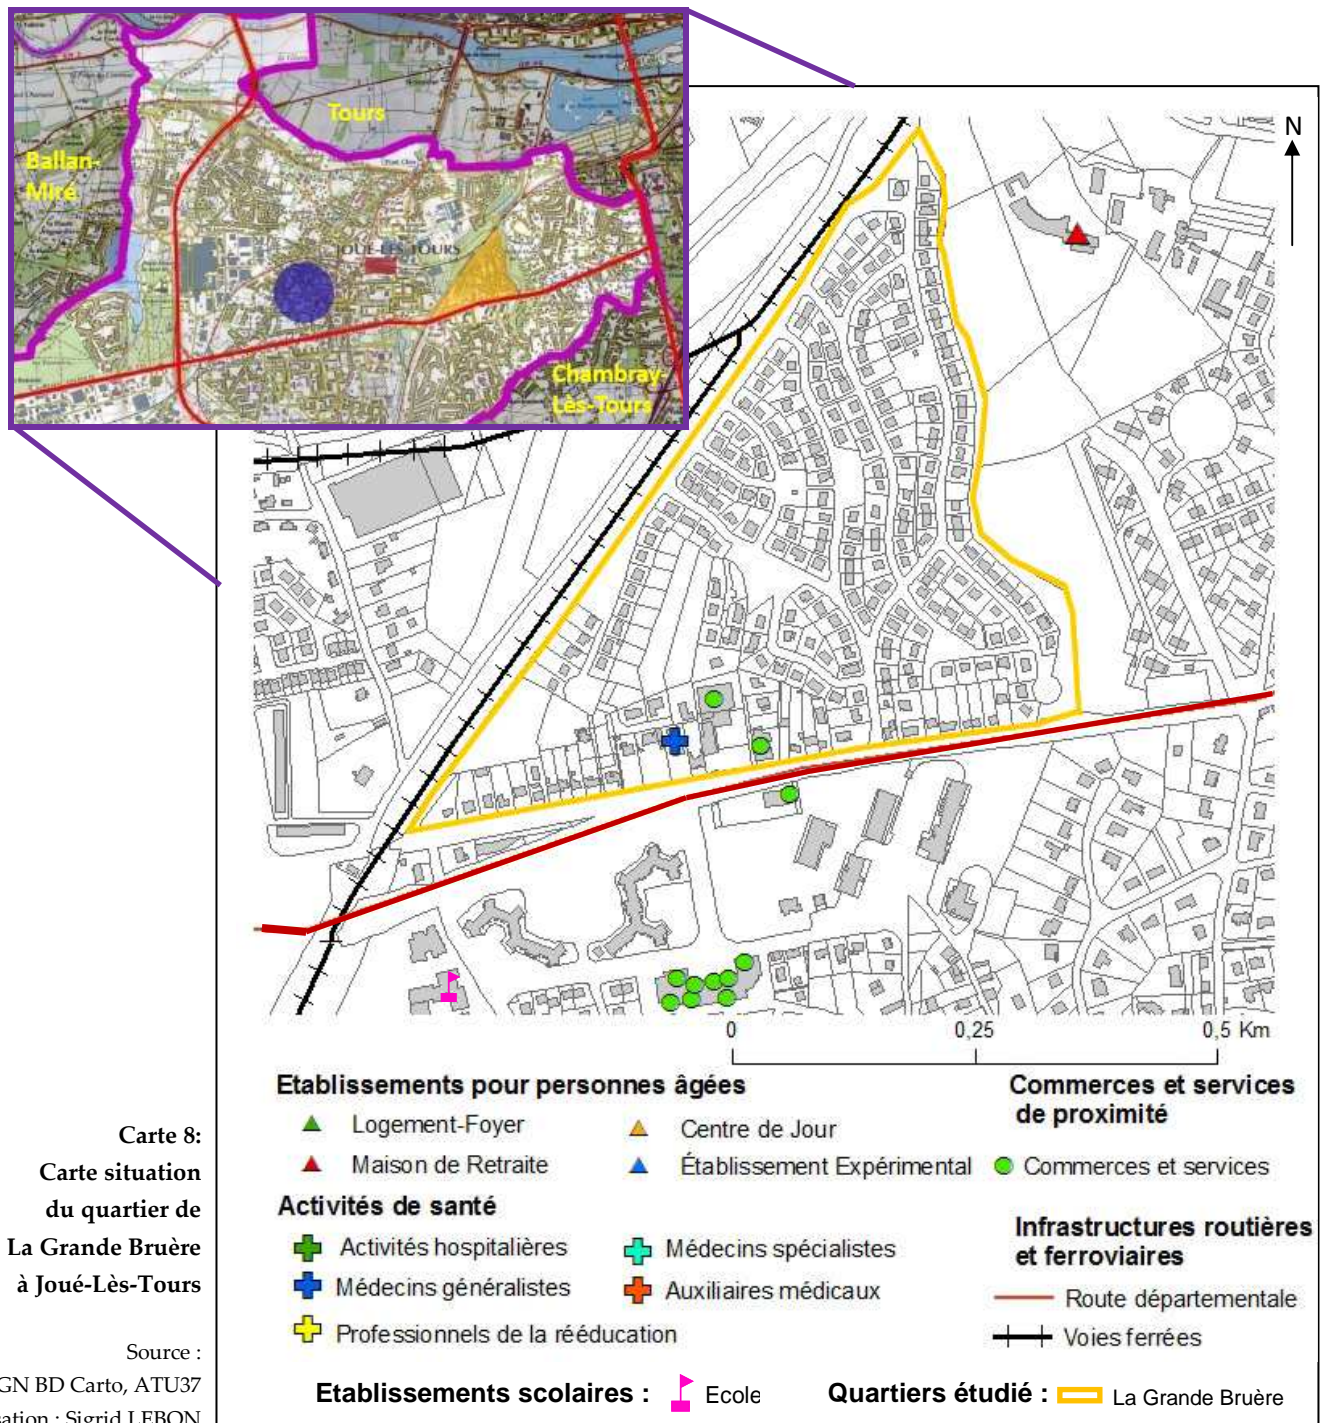 Tours
Ballan-
Miré
JOUÉ-LÈS-TOURS
Chambray-
Lès-Tours
N
0 0,25 0,5 Km
Etablissements pour personnes âgées
Logement-Foyer
Centre de Jour
Maison de Retraite
Établissement Expérimental
Commerces et services
de proximité
Commerces et services
Activités de santé
Activités hospitalières
Médecins spécialistes
Médecins généralistes
Auxiliaires médicaux
Professionnels de la rééducation
Infrastructures routières
et ferroviaires
Route départementale
Voies ferrées
Etablissements scolaires :
Ecole
Quartiers étudié :
La Grande Bruère
Carte 8:
Carte situation
du quartier de
La Grande Bruère
à Joué-Lès-Tours
Source :
GN BD Carto, ATU37
sation : Sigrid LEBON